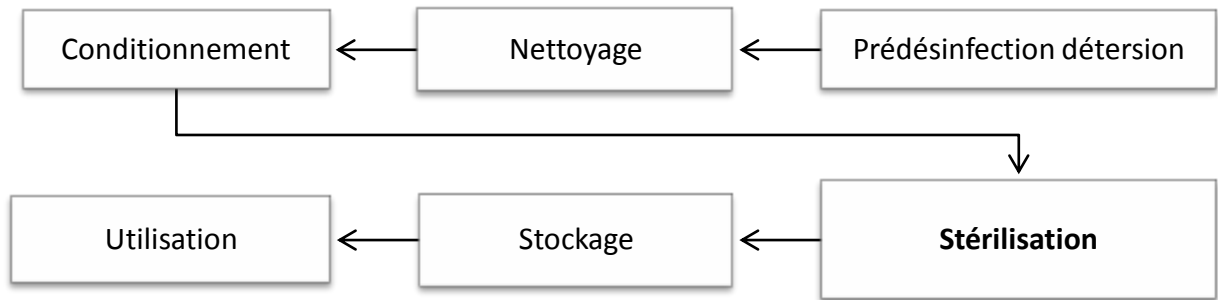 Conditionnement
Nettoyage
Prédésinfection détersion
Utilisation
Stockage
Stérilisation